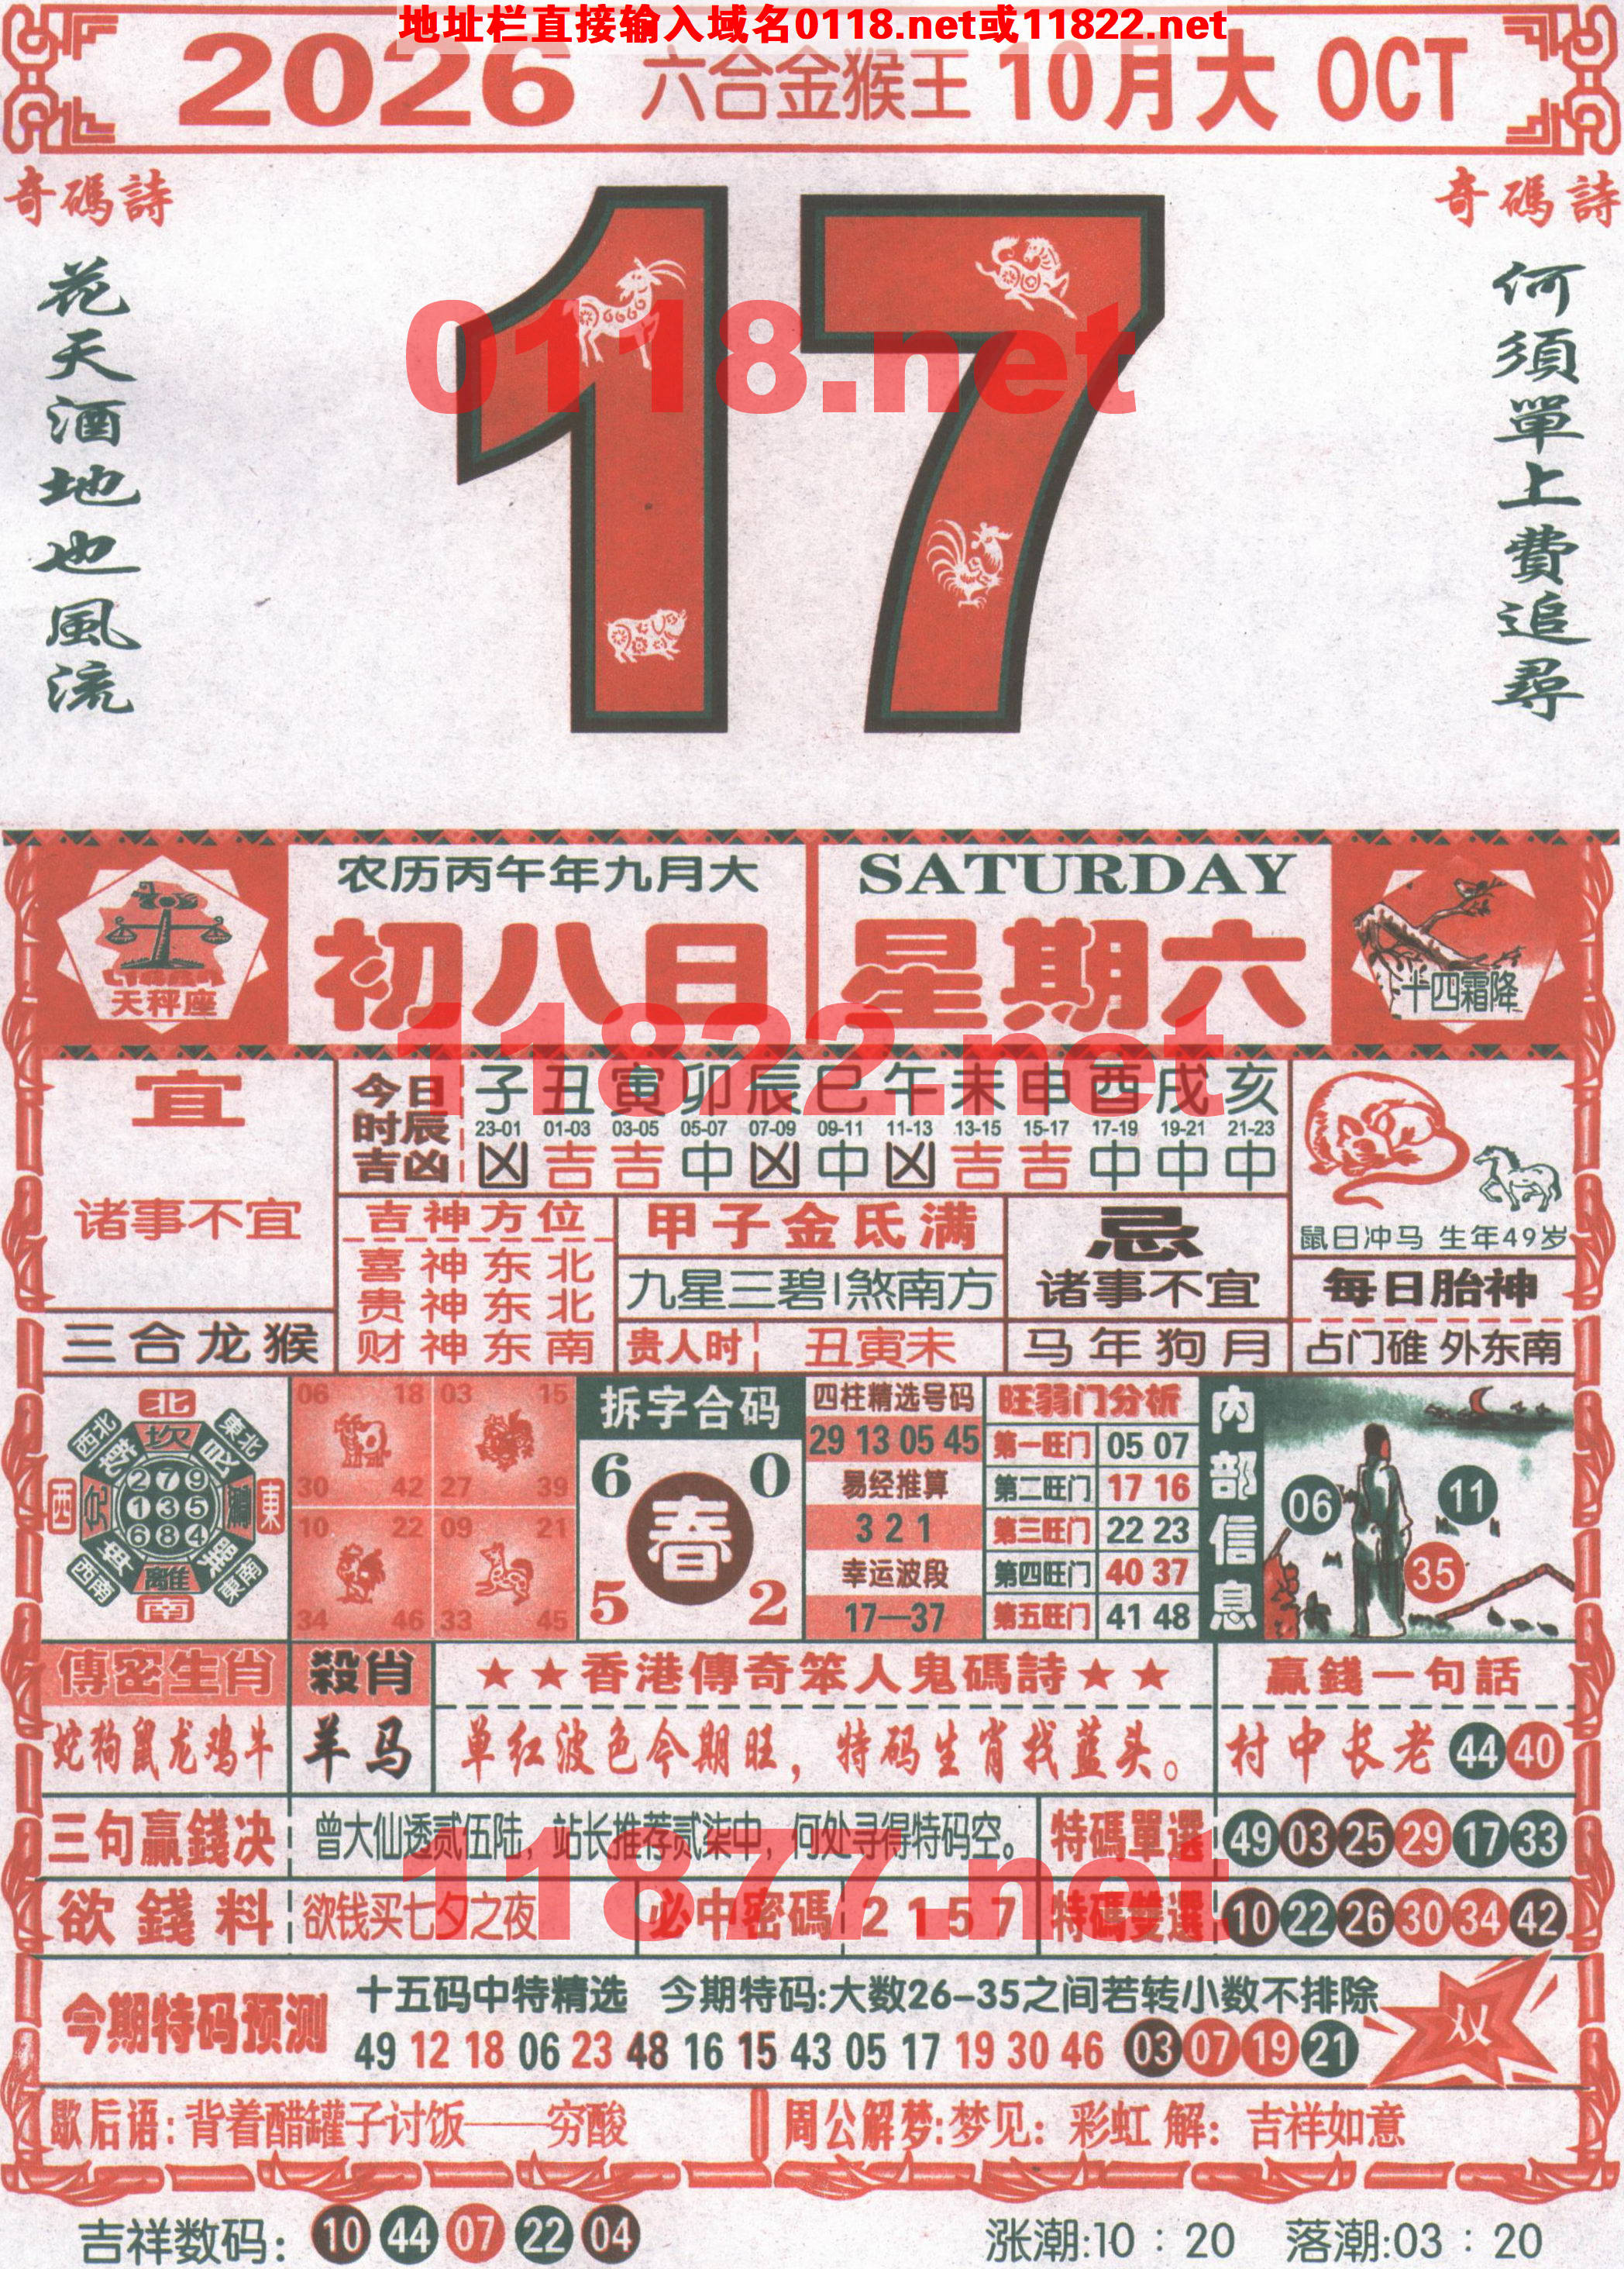 地址栏直接输入域名0118.net或11822.net
2026 六合金猴王 10月大 OCT
奇碼詩
花天酒地也風流
17
奇碼詩
何須單上費追尋
0118.net
天秤座
农历丙午年九月大
初八日
SATURDAY
星期六
十四霜降
11822.net
宜
诸事不宜
三合龙猴
今日时辰吉凶
子 丑 寅 卯 辰 巳 午 未 申 酉 戌 亥
23-01 01-03 03-05 05-07 07-09 09-11 11-13 13-15 15-17 17-19 19-21 21-23
凶 吉 吉 中 凶 中 凶 吉 吉 中 中 中
吉神方位
喜神东北
贵神东北
财神东南
甲子金氐满
九星三碧 煞南方
贵人时 丑寅未
忌
诸事不宜
马年狗月
鼠日冲马 生年49岁
每日胎神
占门碓 外东南
北
西北 坎 東北
西 279 東
135
684
西南 離 東南
南
06 18 03 15
30 42 27 39
10 22 09 21
34 46 33 45
拆字合码
6 0
春
5 2
四柱精选号码
29 13 05 45
易经推算
3 2 1
幸运波段
17—37
旺弱门分析
第一旺门 05 07
第二旺门 17 16
第三旺门 22 23
第四旺门 40 37
第五旺门 41 48
内部信息
06 11 35
傳密生肖
蛇狗鼠龙鸡牛
殺肖
羊马
★★香港傳奇笨人鬼碼詩★★
单红波色今期旺，特码生肖找蓝头。
贏錢一句話
村中长老 44 40
三句贏錢决 曾大仙透贰伍陆，站长推荐贰柒中，何处寻得特码空。 特碼單選 49 03 25 29 17 33
11877.net
欲錢料 欲钱买七夕之夜 必中密碼 2157 特碼雙選 10 22 26 30 34 42
今期特码预测
十五码中特精选 今期特码:大数26-35之间若转小数不排除
49 12 18 06 23 48 16 15 43 05 17 19 30 46 03 07 19 21
双
歇后语: 背着醋罐子讨饭——穷酸
周公解梦: 梦见: 彩虹 解: 吉祥如意
吉祥数码: 10 44 07 22 04
涨潮:10：20 落潮:03：20